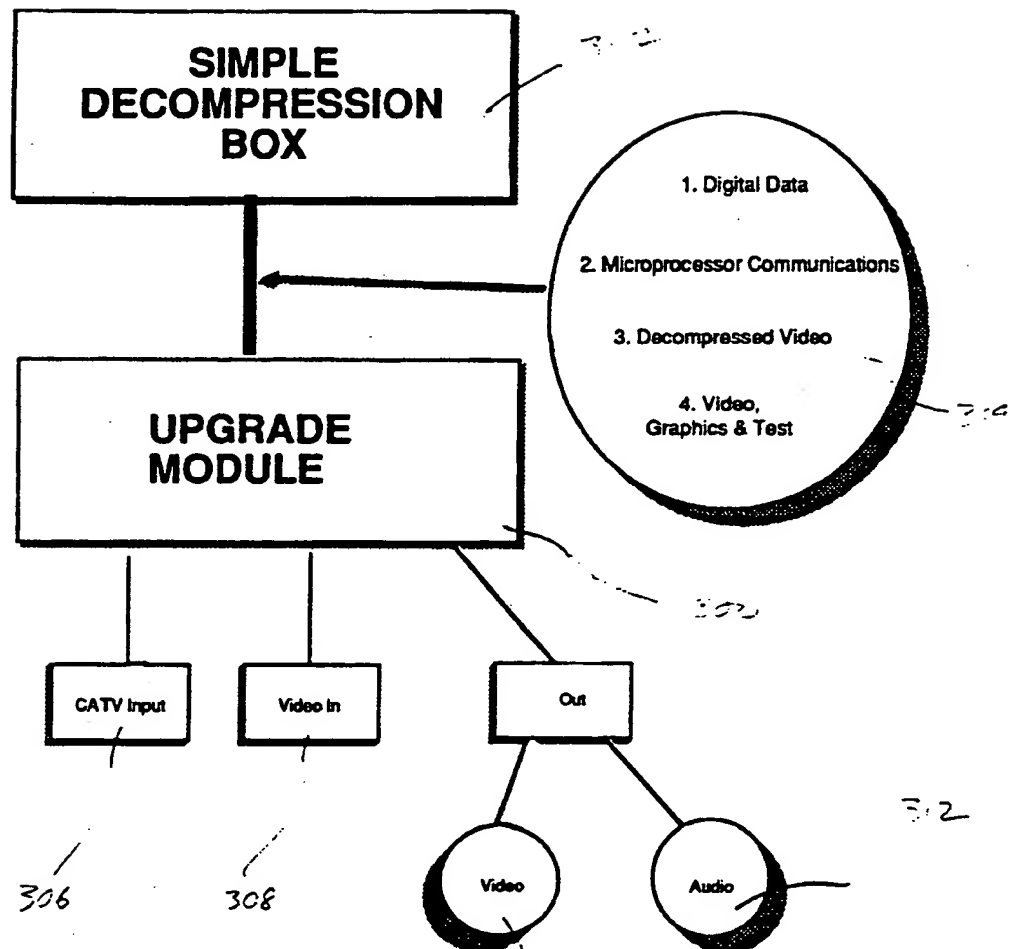 SIMPLE
DECOMPRESSION
BOX
1. Digital Data
2. Microprocessor Communications
3. Decompressed Video
4. Video,
Graphics & Test
UPGRADE
MODULE
CATV Input
Video In
Out
312
Video
Audio
306
308